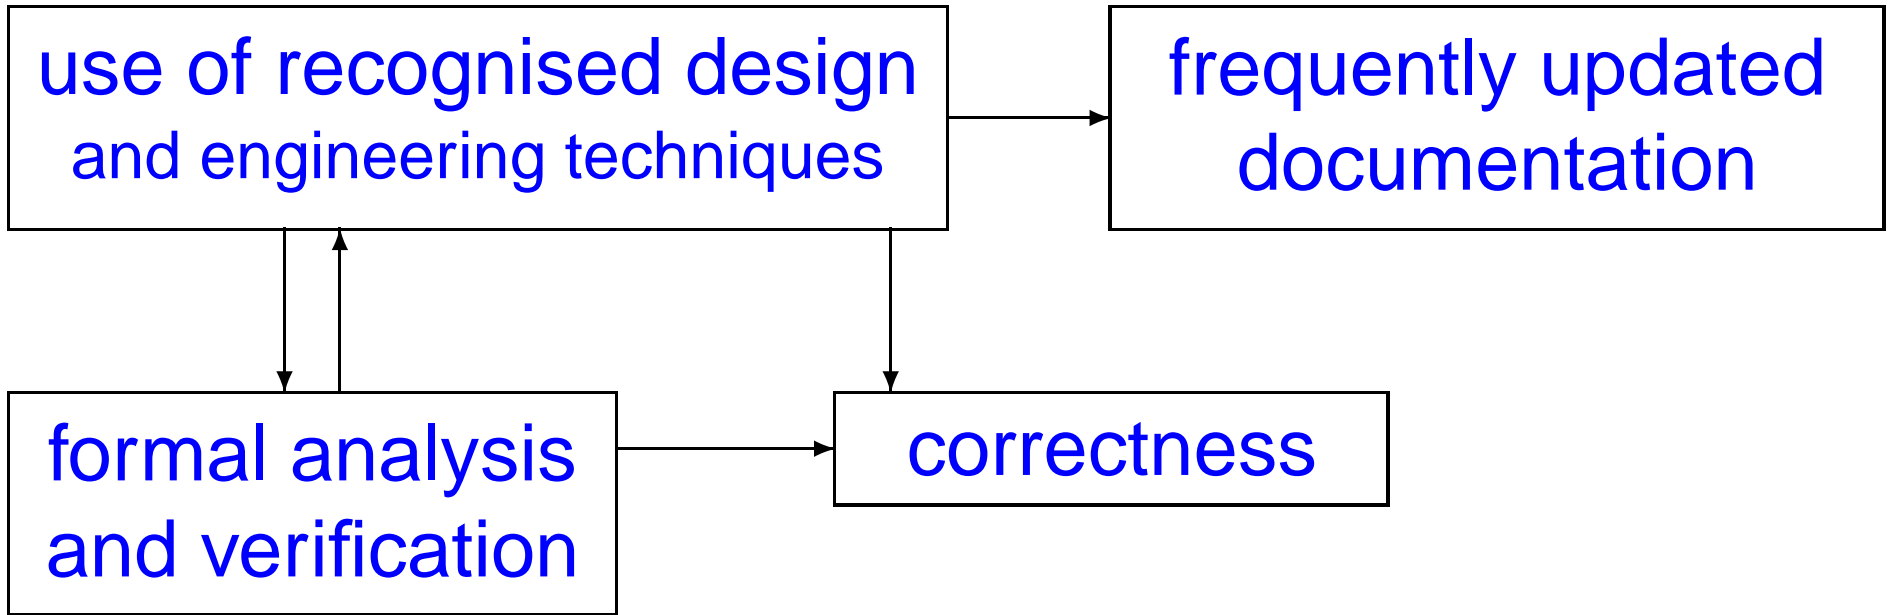 use of recognised design
and engineering techniques
frequently updated
documentation
formal analysis
and verification
correctness